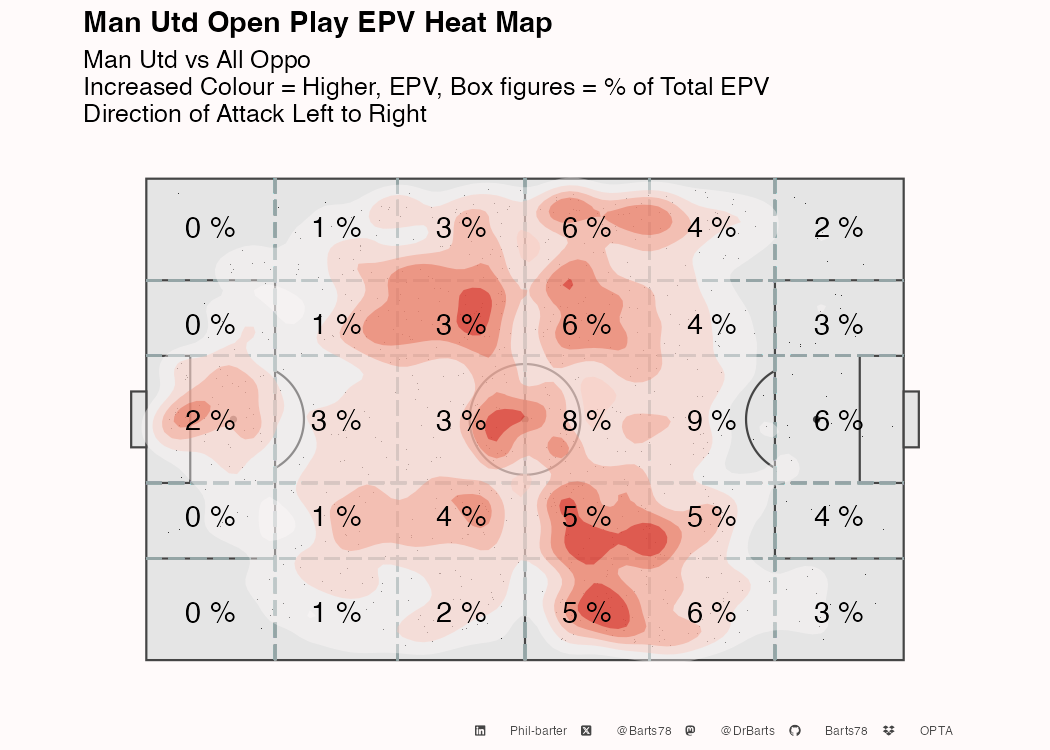 Man Utd Open Play EPV Heat Map
Man Utd vs All Oppo
Increased Colour = Higher, EPV, Box figures = % of Total EPV
Direction of Attack Left to Right
0 % 1 % 3 % 6 % 4 % 2 %
0 % 1 % 3 % 6 % 4 % 3 %
2 % 3 % 3 % 8 % 9 % 6 %
0 % 1 % 4 % 5 % 5 % 4 %
0 % 1 % 2 % 5 % 6 % 3 %
Phil-barter @Barts78 @DrBarts Barts78 OPTA